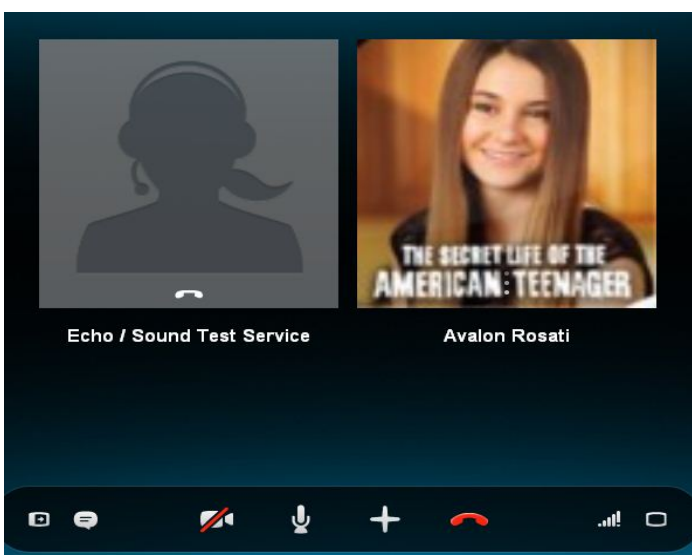 THE SECRET LIFE OF THE
AMERICAN TEENAGER
Echo / Sound Test Service
Avalon Rosati